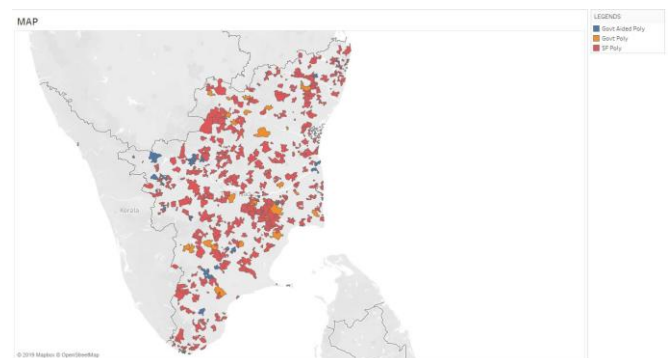 MAP
LEGENDS
Govt Aided Poly
Govt Poly
SF Poly
Kerala
© 2019 Mapbox © OpenStreetMap